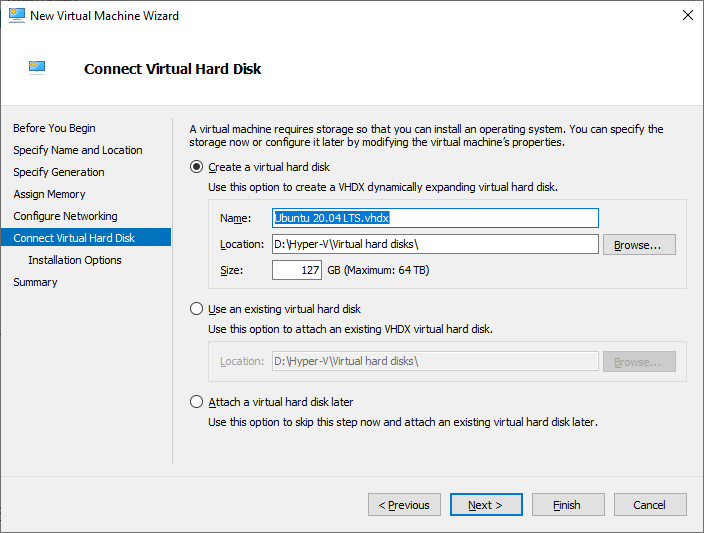 New Virtual Machine Wizard
Connect Virtual Hard Disk
Before You Begin
Specify Name and Location
Specify Generation
Assign Memory
Configure Networking
Connect Virtual Hard Disk
Installation Options
Summary
A virtual machine requires storage so that you can install an operating system. You can specify the
storage now or configure it later by modifying the virtual machine's properties.
Create a virtual hard disk
Use this option to create a VHDX dynamically expanding virtual hard disk.
Name: Ubuntu 20.04 LTS.vhdx
Location: D:\Hyper-V\Virtual hard disks\ Browse...
Size: 127 GB (Maximum: 64 TB)
Use an existing virtual hard disk
Use this option to attach an existing VHDX virtual hard disk.
Location: D:\Hyper-V\Virtual hard disks\ Browse...
Attach a virtual hard disk later
Use this option to skip this step now and attach an existing virtual hard disk later.
< Previous Next > Finish Cancel